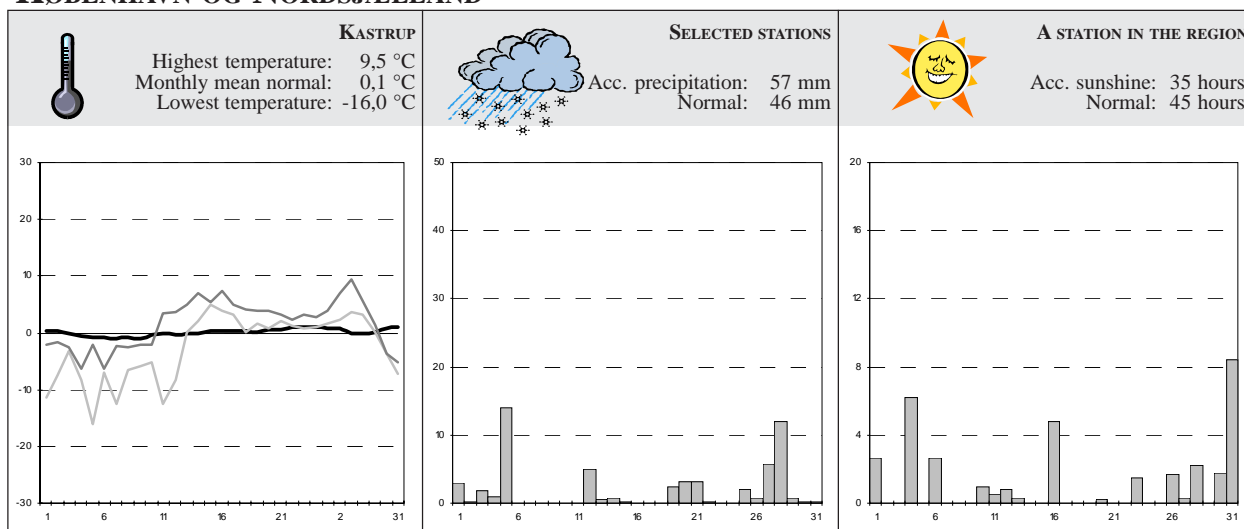 KØBENHAVN OG NORDSJÆLLAND
KASTRUP
Highest temperature: 9,5 °C
Monthly mean normal: 0,1 °C
Lowest temperature: -16,0 °C
SELECTED STATIONS
Acc. precipitation: 57 mm
Normal: 46 mm
A STATION IN THE REGION
Acc. sunshine: 35 hours
Normal: 45 hours
30
20
10
0
-10
-20
-30
1 6 11 16 21 2 31
50
40
30
20
10
0
1 6 11 16 21 26 31
20
16
12
8
4
0
1 6 11 16 21 26 31